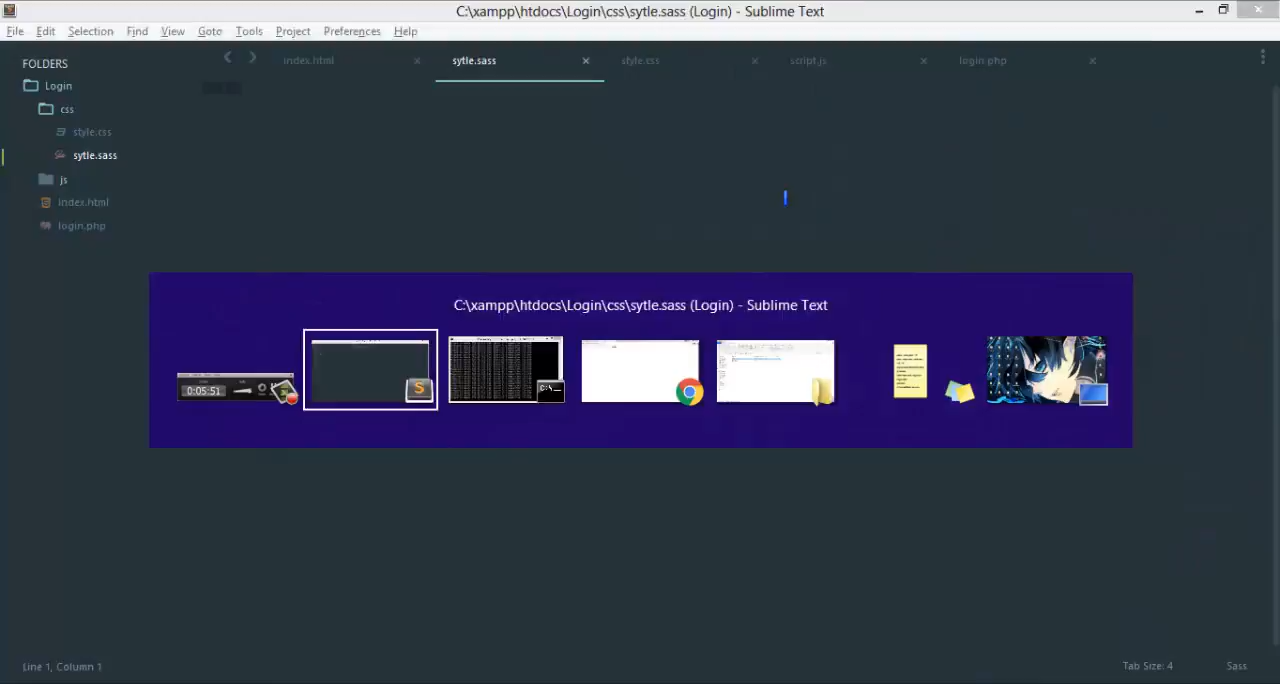 C:\xampp\htdocs\Login\css\sytle.sass (Login) - Sublime Text
File Edit Selection Find View Goto Tools Project Preferences Help
FOLDERS
Login
css
style.css
sytle.sass
js
index.html
login.php
index.html sytle.sass style.css script.js login.php
C:\xampp\htdocs\Login\css\sytle.sass (Login) - Sublime Text
0:05:51
S
C:\_
Line 1, Column 1
Tab Size: 4
Sass